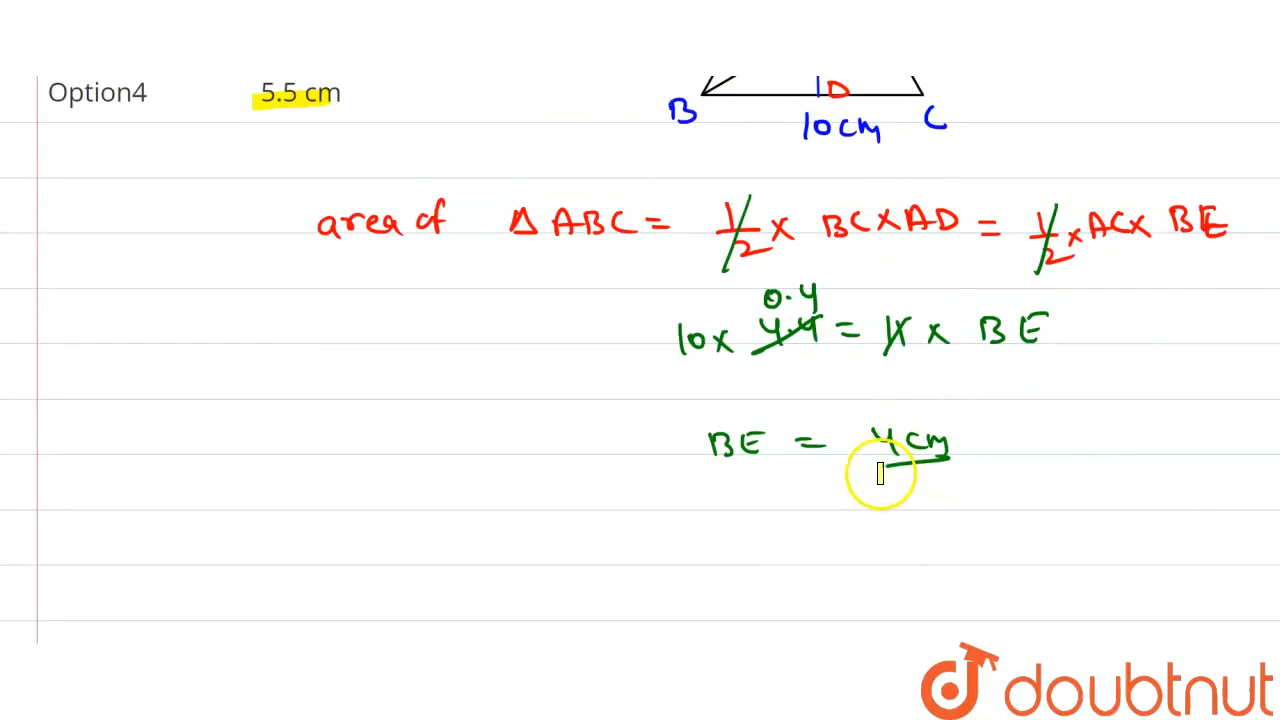 Option4 5.5 cm
B D C
10cm
area of Δ ABC = 1/2 x BC x AD = 1/2 x AC x BE
0.4
10 x 4.4 = 11 x BE
BE = 4 cm
doubtnut